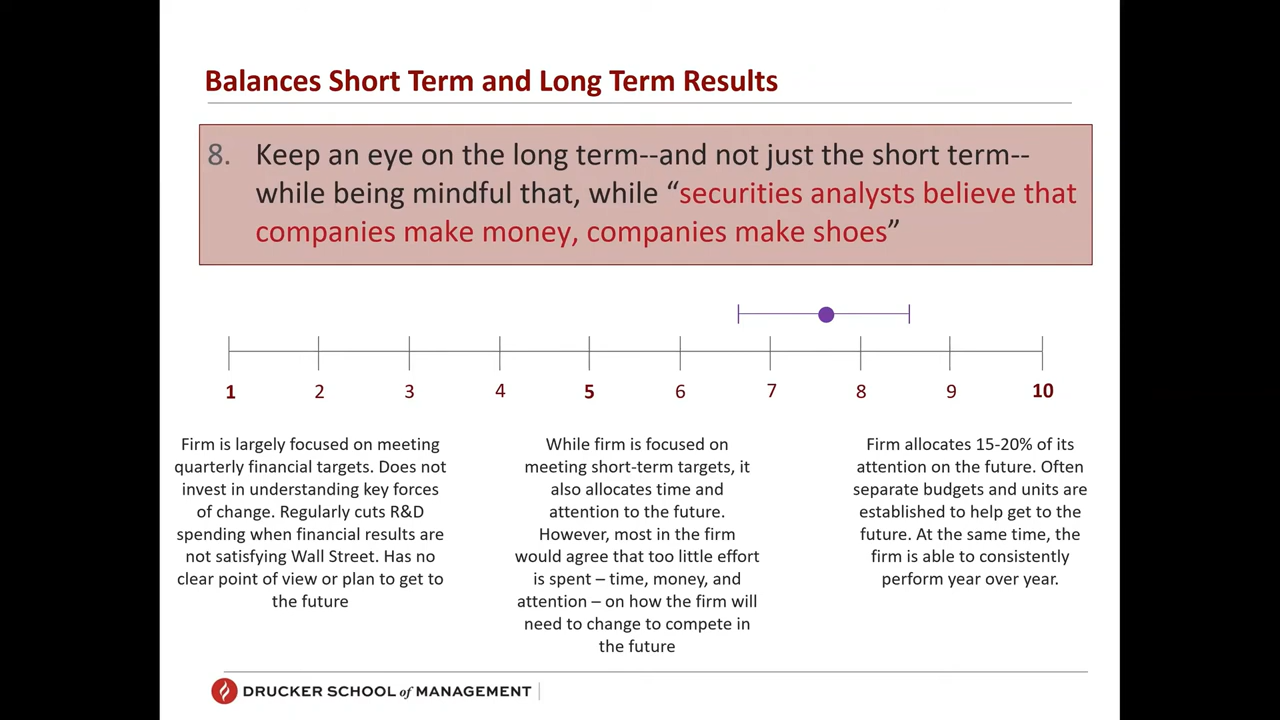 Balances Short Term and Long Term Results
8. Keep an eye on the long term--and not just the short term--
while being mindful that, while “securities analysts believe that
companies make money, companies make shoes”
1 2 3 4 5 6 7 8 9 10
Firm is largely focused on meeting
quarterly financial targets. Does not
invest in understanding key forces
of change. Regularly cuts R&D
spending when financial results are
not satisfying Wall Street. Has no
clear point of view or plan to get to
the future
While firm is focused on
meeting short-term targets, it
also allocates time and
attention to the future.
However, most in the firm
would agree that too little effort
is spent – time, money, and
attention – on how the firm will
need to change to compete in
the future
Firm allocates 15-20% of its
attention on the future. Often
separate budgets and units are
established to help get to the
future. At the same time, the
firm is able to consistently
perform year over year.
DRUCKER SCHOOL of MANAGEMENT